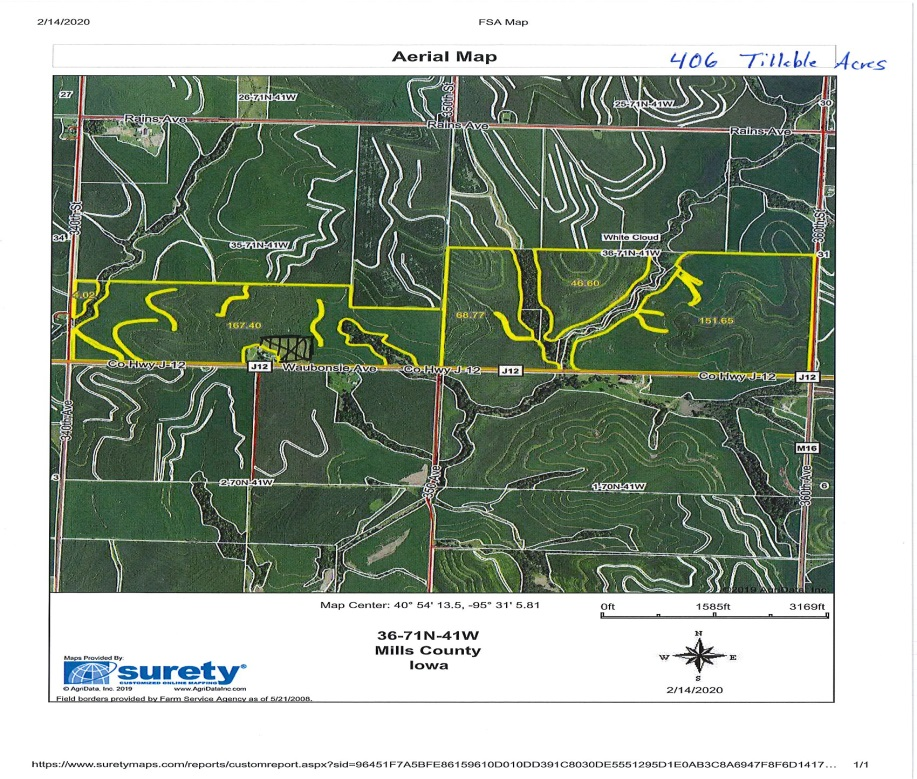 2/14/2020
FSA Map
Aerial Map
406 Tillable Acres
27
26-71N-41W
350th St
25-71N-41W
30
Rains Ave
Rains Ave
Rains Ave
340th St
360th St
34
35-71N-41W
White Cloud
36-71N-41W
31
4.02
167.40
68.77
46.60
151.65
Co Hwy J-12
J12
Waubonsie Ave
Co Hwy J-12
J12
Co Hwy J-12
J12
340th Ave
M16
3
2-70N-41W
350 Ave
1-70N-41W
360th Ave
6
©2019 AgriData, Inc.
Map Center: 40° 54' 13.5, -95° 31' 5.81
0ft 1585ft 3169ft
36-71N-41W
Mills County
Iowa
Maps Provided By:
surety®
CUSTOMIZED ONLINE MAPPING
© AgriData, Inc. 2019 www.AgriDataInc.com
Field borders provided by Farm Service Agency as of 5/21/2008.
N
W E
S
2/14/2020
https://www.suretymaps.com/reports/customreport.aspx?sid=96451F7A5BFE86159610D010DD391C8030DE5551295D1E0AB3C8A6947F8F6D1417... 1/1